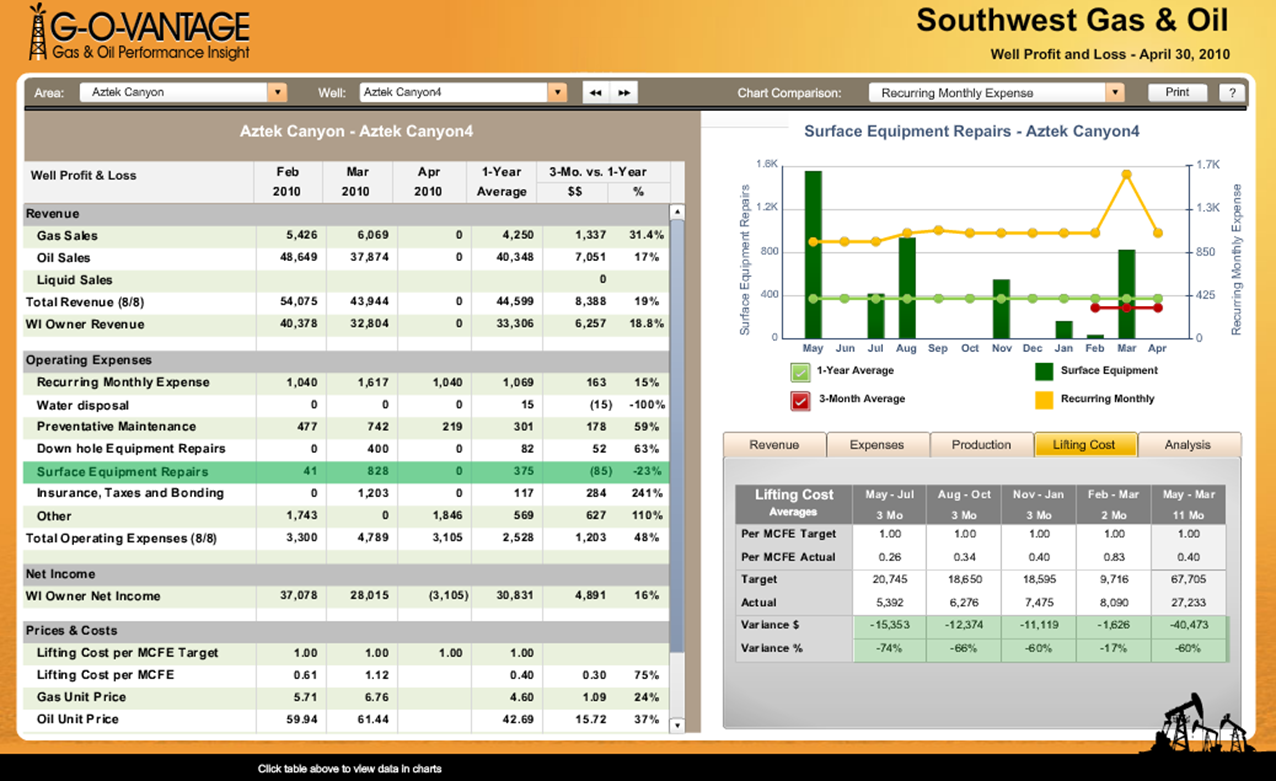 G-O-VANTAGE
Gas & Oil Performance Insight
Southwest Gas & Oil
Well Profit and Loss - April 30, 2010
Area: Aztek Canyon Well: Aztek Canyon4 Chart Comparison: Recurring Monthly Expense Print ?
Aztek Canyon - Aztek Canyon4
Well Profit & Loss Feb 2010 Mar 2010 Apr 2010 1-Year Average 3-Mo. vs. 1-Year $$ %
Revenue
Gas Sales 5,426 6,069 0 4,250 1,337 31.4%
Oil Sales 48,649 37,874 0 40,348 7,051 17%
Liquid Sales 0
Total Revenue (8/8) 54,075 43,944 0 44,599 8,388 19%
WI Owner Revenue 40,378 32,804 0 33,306 6,257 18.8%
Operating Expenses
Recurring Monthly Expense 1,040 1,617 1,040 1,069 163 15%
Water disposal 0 0 0 15 (15) -100%
Preventative Maintenance 477 742 219 301 178 59%
Down hole Equipment Repairs 0 400 0 82 52 63%
Surface Equipment Repairs 41 828 0 375 (85) -23%
Insurance, Taxes and Bonding 0 1,203 0 117 284 241%
Other 1,743 0 1,846 569 627 110%
Total Operating Expenses (8/8) 3,300 4,789 3,105 2,528 1,203 48%
Net Income
WI Owner Net Income 37,078 28,015 (3,105) 30,831 4,891 16%
Prices & Costs
Lifting Cost per MCFE Target 1.00 1.00 1.00 1.00
Lifting Cost per MCFE 0.61 1.12 0.40 0.30 75%
Gas Unit Price 5.71 6.76 4.60 1.09 24%
Oil Unit Price 59.94 61.44 42.69 15.72 37%
Surface Equipment Repairs - Aztek Canyon4
Surface Equipment Repairs
1.6K
1.2K
800
400
0
1.7K
1.3K
850
425
0
Recurring Monthly Expense
May Jun Jul Aug Sep Oct Nov Dec Jan Feb Mar Apr
1-Year Average Surface Equipment
3-Month Average Recurring Monthly
Revenue Expenses Production Lifting Cost Analysis
Lifting Cost May - Jul Aug - Oct Nov - Jan Feb - Mar May - Mar
Averages 3 Mo 3 Mo 3 Mo 2 Mo 11 Mo
Per MCFE Target 1.00 1.00 1.00 1.00 1.00
Per MCFE Actual 0.26 0.34 0.40 0.83 0.40
Target 20,745 18,650 18,595 9,716 67,705
Actual 5,392 6,276 7,475 8,090 27,233
Variance $ -15,353 -12,374 -11,119 -1,626 -40,473
Variance % -74% -66% -60% -17% -60%
Click table above to view data in charts